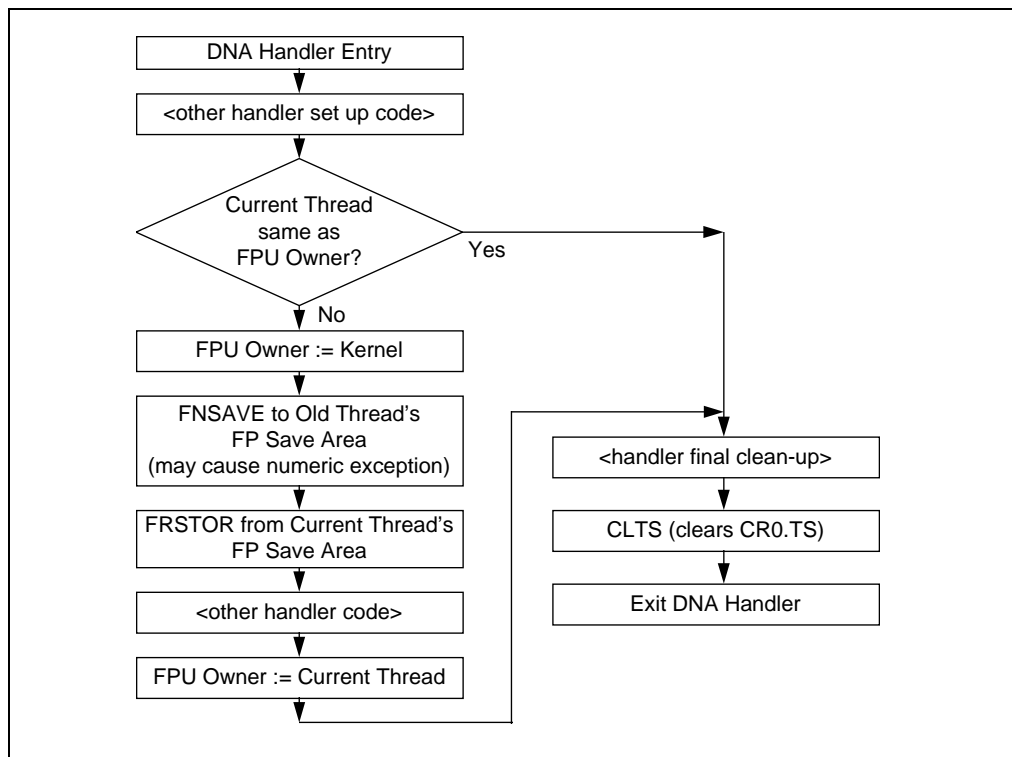 DNA Handler Entry
<other handler set up code>
Current Thread
same as
FPU Owner?
Yes
No
FPU Owner := Kernel
FNSAVE to Old Thread's
FP Save Area
(may cause numeric exception)
FRSTOR from Current Thread's
FP Save Area
<other handler code>
FPU Owner := Current Thread
<handler final clean-up>
CLTS (clears CR0.TS)
Exit DNA Handler